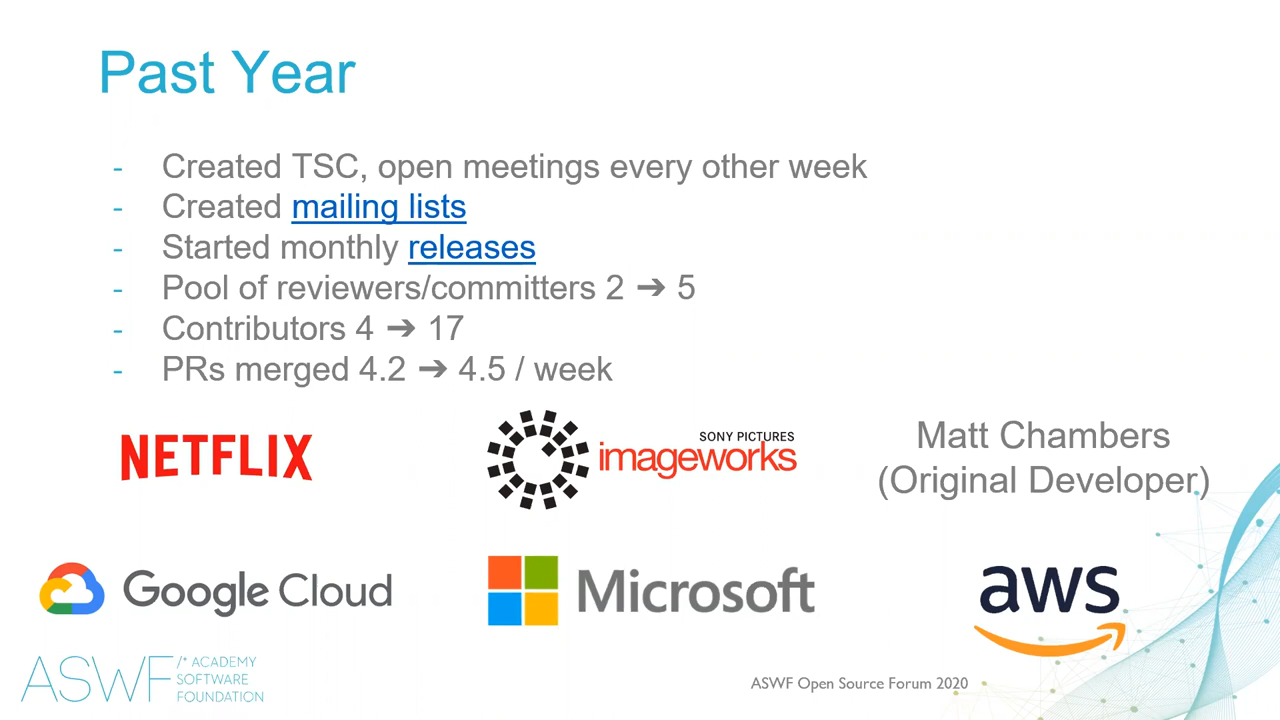 Past Year
- Created TSC, open meetings every other week
- Created mailing lists
- Started monthly releases
- Pool of reviewers/committers 2 ➔ 5
- Contributors 4 ➔ 17
- PRs merged 4.2 ➔ 4.5 / week
NETFLIX
SONY PICTURES
imageworks
Matt Chambers
(Original Developer)
Google Cloud
Microsoft
aws
ASWF
/* ACADEMY
SOFTWARE
FOUNDATION
ASWF Open Source Forum 2020